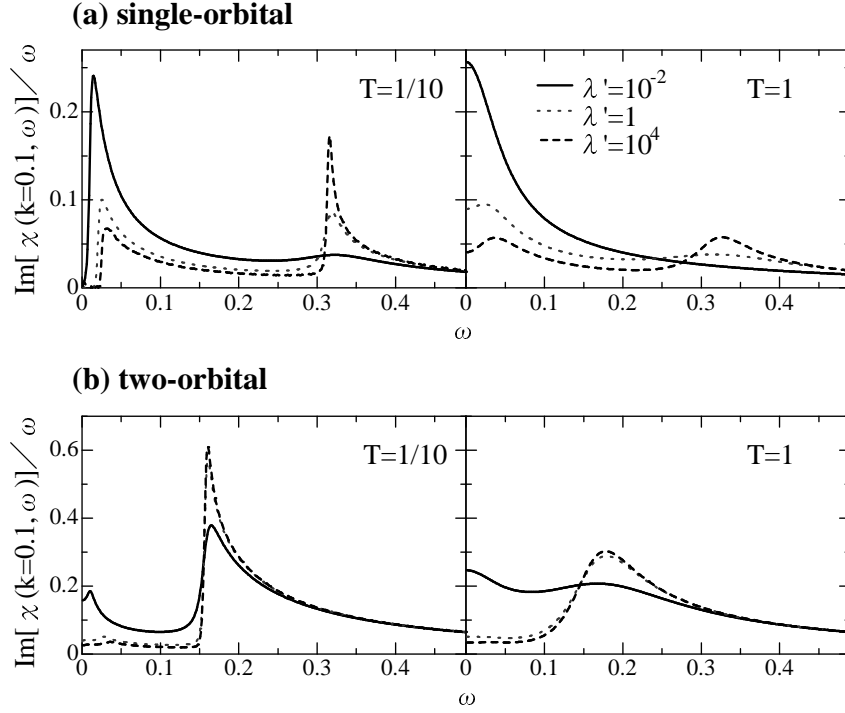 (a) single-orbital
Im[ χ (k=0.1, ω )]／ ω
0.2
0.1
0
T=1/10
T=1
λ '=10⁻²
λ '=1
λ '=10⁴
0 0.1 0.2 0.3 0.4 0 0.1 0.2 0.3 0.4
ω
(b) two-orbital
Im[ χ (k=0.1, ω )]／ ω
0.6
0.4
0.2
0
T=1/10
T=1
0 0.1 0.2 0.3 0.4 0 0.1 0.2 0.3 0.4
ω